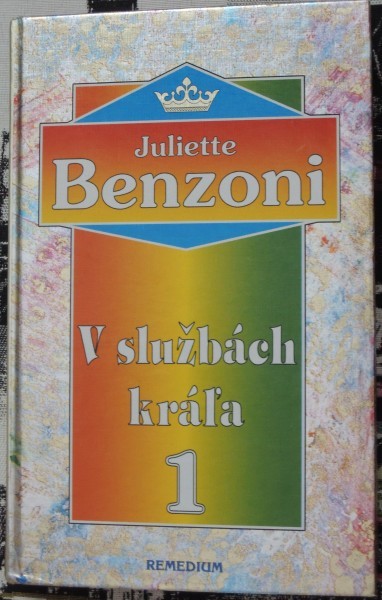 Juliette
Benzoni
V službách
kráľa
1
REMEDIUM